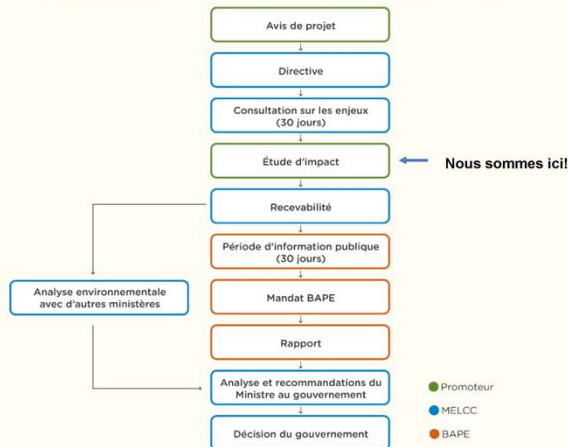 Avis de projet
Directive
Consultation sur les enjeux
(30 jours)
Étude d'impact
Nous sommes ici!
Recevabilité
Période d'information publique
(30 jours)
Analyse environnementale
avec d'autres ministères
Mandat BAPE
Rapport
Analyse et recommandations du
Ministre au gouvernement
Décision du gouvernement
Promoteur
MELCC
BAPE